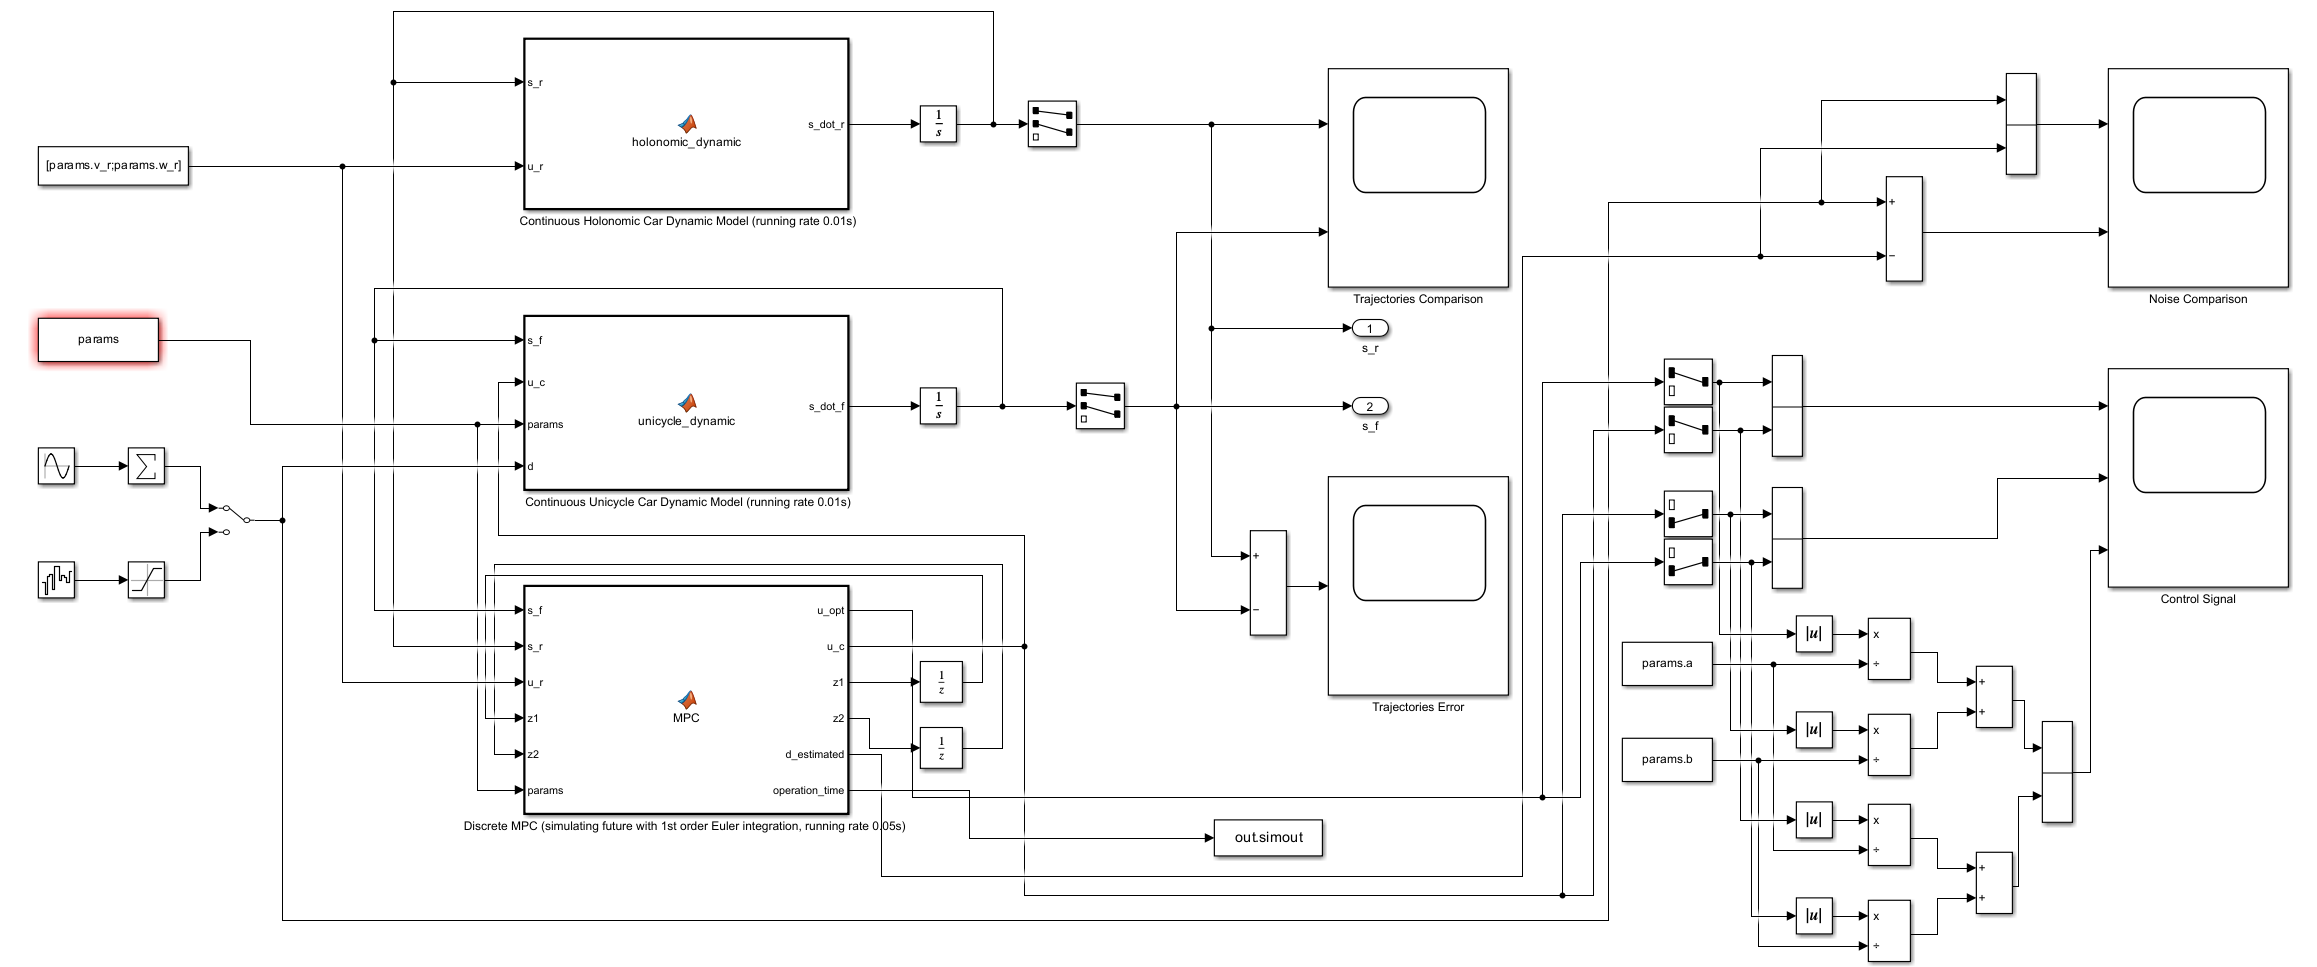 [params.v_r;params.w_r]
params
s_r
u_r
holonomic_dynamic
s_dot_r
Continuous Holonomic Car Dynamic Model (running rate 0.01s)
1
s
s_f
u_c
params
d
unicycle_dynamic
s_dot_f
Continuous Unicycle Car Dynamic Model (running rate 0.01s)
1
s
s_f
s_r
u_r
z1
z2
params
MPC
u_opt
u_c
z1
z2
d_estimated
operation_time
Discrete MPC (simulating future with 1st order Euler integration, running rate 0.05s)
1
z
1
z
Trajectories Comparison
1
s_r
2
s_f
+
−
Trajectories Error
out.simout
+
−
Noise Comparison
Control Signal
params.a
params.b
|u|
x
÷
|u|
x
÷
+
+
|u|
x
÷
|u|
x
÷
+
+